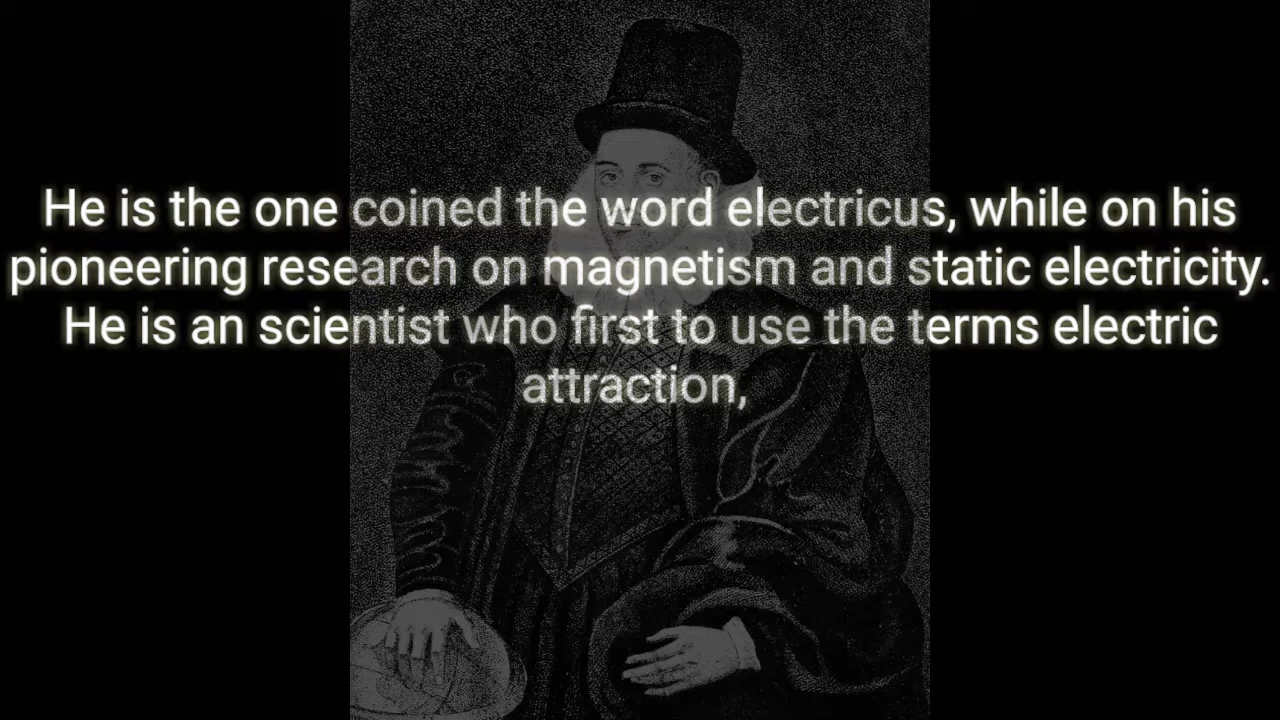 He is the one coined the word electricus, while on his
pioneering research on magnetism and static electricity.
He is an scientist who first to use the terms electric
attraction,